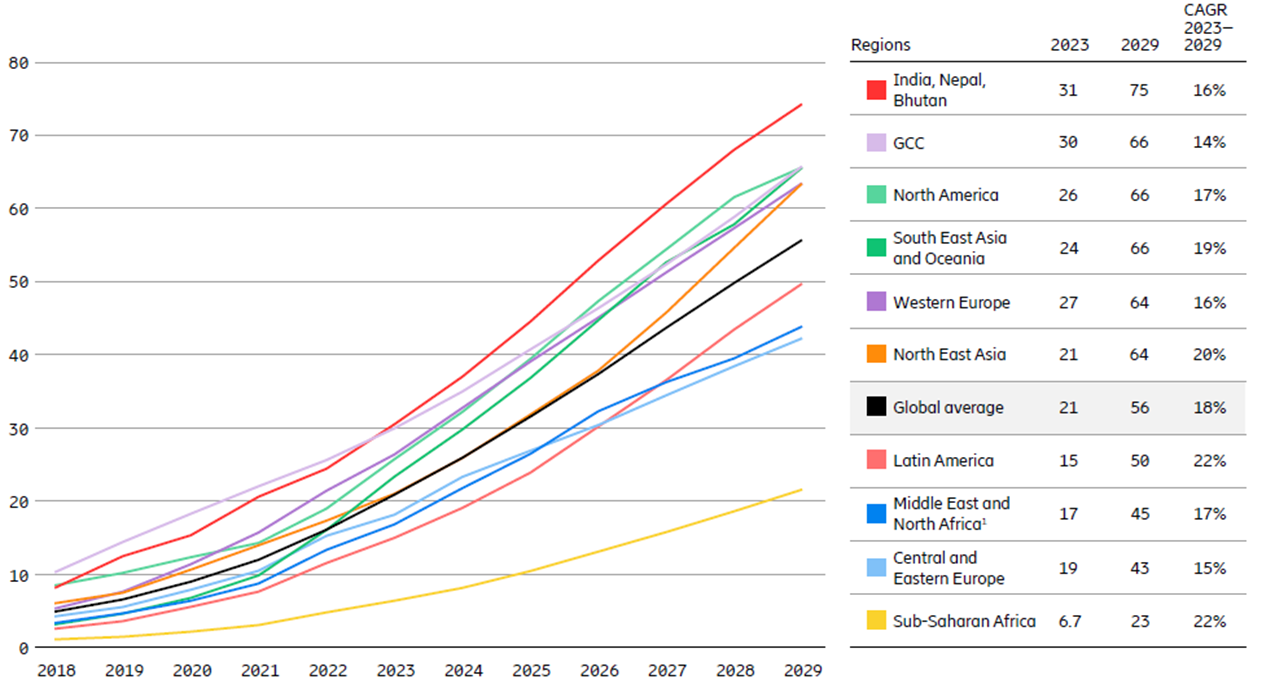 80
70
60
50
40
30
20
10
0
2018 2019 2020 2021 2022 2023 2024 2025 2026 2027 2028 2029
CAGR
2023–
Regions 2023 2029 2029
India, Nepal,
Bhutan 31 75 16%
GCC 30 66 14%
North America 26 66 17%
South East Asia
and Oceania 24 66 19%
Western Europe 27 64 16%
North East Asia 21 64 20%
Global average 21 56 18%
Latin America 15 50 22%
Middle East and
North Africa¹ 17 45 17%
Central and
Eastern Europe 19 43 15%
Sub-Saharan Africa 6.7 23 22%